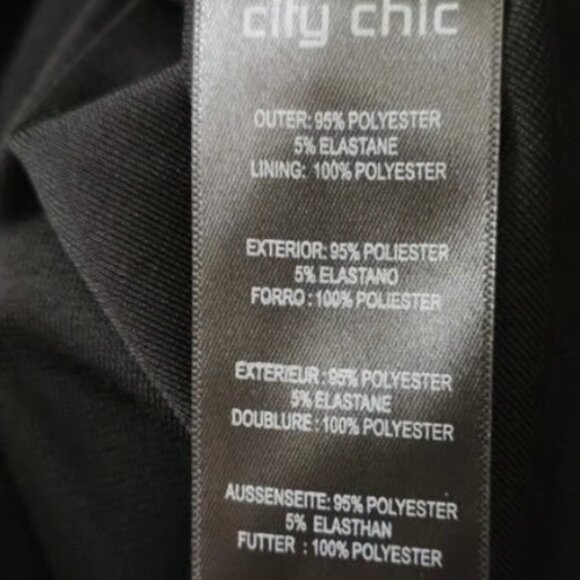 city chic
OUTER: 95% POLYESTER
5% ELASTANE
LINING: 100% POLYESTER
EXTERIOR: 95% POLIESTER
5% ELASTANO
FORRO : 100% POLIESTER
EXTERIEUR : 95% POLYESTER
5% ELASTANE
DOUBLURE : 100% POLYESTER
AUSSENSEITE: 95% POLYESTER
5% ELASTHAN
FUTTER : 100% POLYESTER